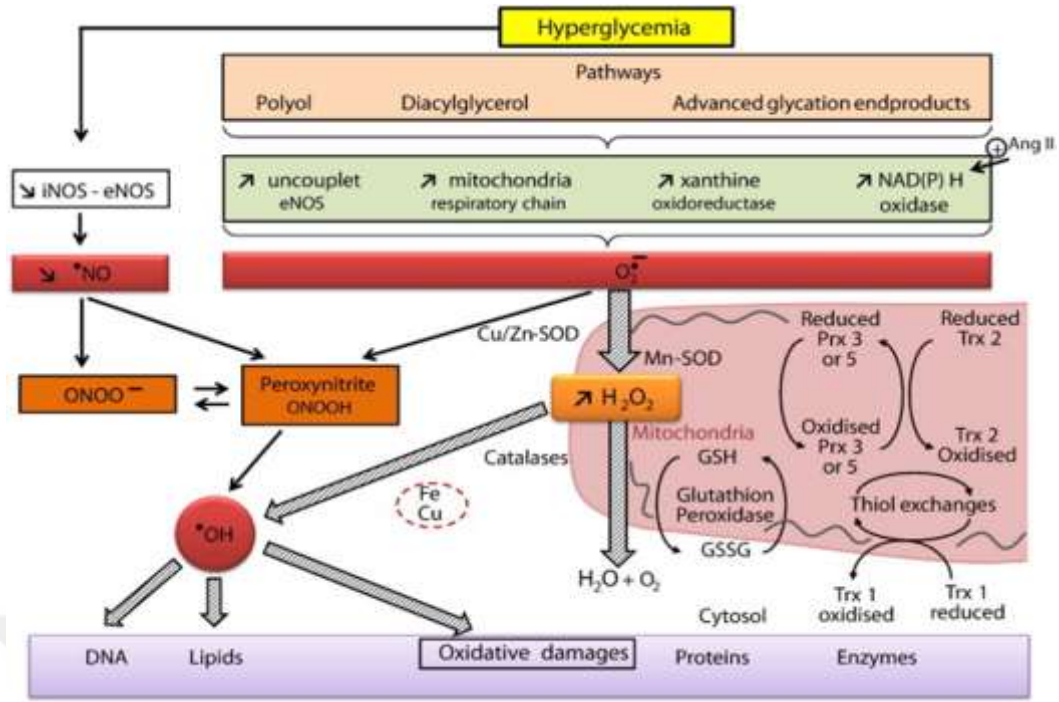 Hyperglycemia
Pathways
Polyol Diacylglycerol Advanced glycation endproducts
+ Ang II
↘ iNOS - eNOS
↗ uncouplet
eNOS
↗ mitochondria
respiratory chain
↗ xanthine
oxidoreductase
↗ NAD(P) H
oxidase
↘ •NO
O₂•−
Cu/Zn-SOD
Mn-SOD
Reduced
Prx 3
or 5
Reduced
Trx 2
ONOO −
Peroxynitrite
ONOOH
↗ H₂O₂
Mitochondria
Oxidised
Prx 3
or 5
Trx 2
Oxidised
Catalases
GSH
Glutathion
Peroxidase
GSSG
Thiol exchanges
Fe
Cu
•OH
H₂O + O₂
Cytosol
Trx 1
oxidised
Trx 1
reduced
DNA Lipids Oxidative damages Proteins Enzymes